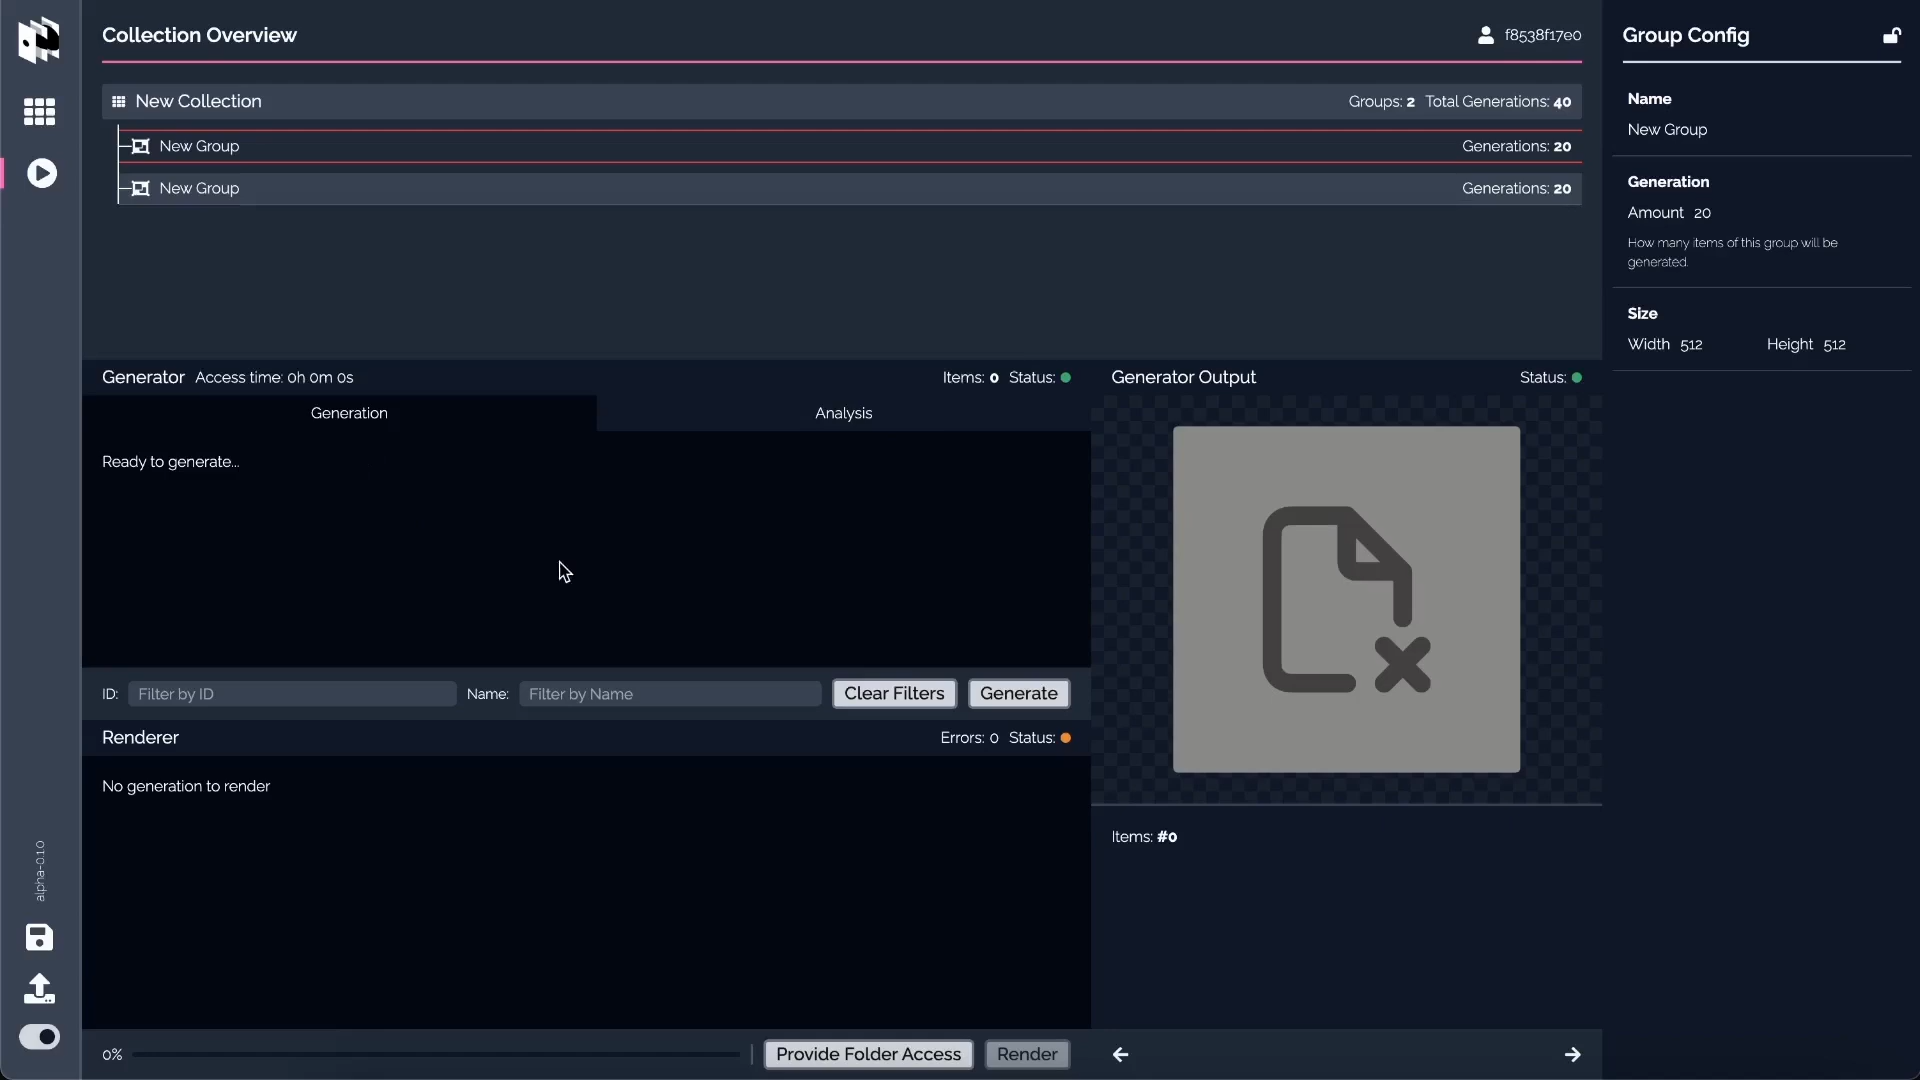 Collection Overview
f8538f17e0
New Collection
Groups: 2 Total Generations: 40
New Group
Generations: 20
New Group
Generations: 20
Generator Access time: 0h 0m 0s
Items: 0 Status:
Generation
Analysis
Ready to generate...
ID: Filter by ID Name: Filter by Name Clear Filters Generate
Renderer
Errors: 0 Status:
No generation to render
0%
Provide Folder Access Render
Generator Output
Status:
Items: #0
Group Config
Name
New Group
Generation
Amount 20
How many items of this group will be
generated.
Size
Width 512 Height 512
alpha-0.1.0